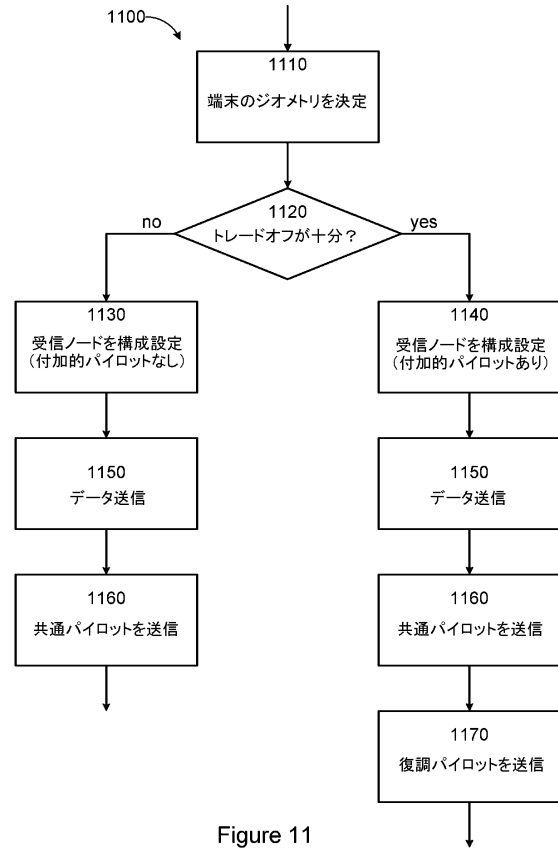 1100
1110
端末のジオメトリを決定
1120
トレードオフが十分？
no
yes
1130
受信ノードを構成設定
（付加的パイロットなし）
1140
受信ノードを構成設定
（付加的パイロットあり）
1150
データ送信
1150
データ送信
1160
共通パイロットを送信
1160
共通パイロットを送信
1170
復調パイロットを送信
Figure 11